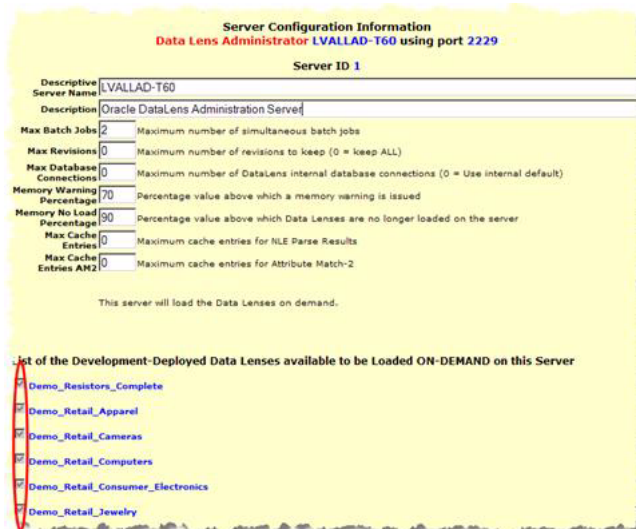 Server Configuration Information
Data Lens Administrator LVALLAD-T60 using port 2229
Server ID 1
Descriptive Server Name LVALLAD-T60
Description Oracle DataLens Administration Server
Max Batch Jobs 2 Maximum number of simultaneous batch jobs
Max Revisions 0 Maximum number of revisions to keep (0 = keep ALL)
Max Database Connections 0 Maximum number of DataLens internal database connections (0 = Use internal default)
Memory Warning Percentage 70 Percentage value above which a memory warning is issued
Memory No Load Percentage 90 Percentage value above which Data Lenses are no longer loaded on the server
Max Cache Entries 0 Maximum cache entries for NLE Parse Results
Max Cache Entries AM2 0 Maximum cache entries for Attribute Match-2
This server will load the Data Lenses on demand.
ist of the Development-Deployed Data Lenses available to be Loaded ON-DEMAND on this Server
Demo_Resistors_Complete
Demo_Retail_Apparel
Demo_Retail_Cameras
Demo_Retail_Computers
Demo_Retail_Consumer_Electronics
Demo_Retail_Jewelry